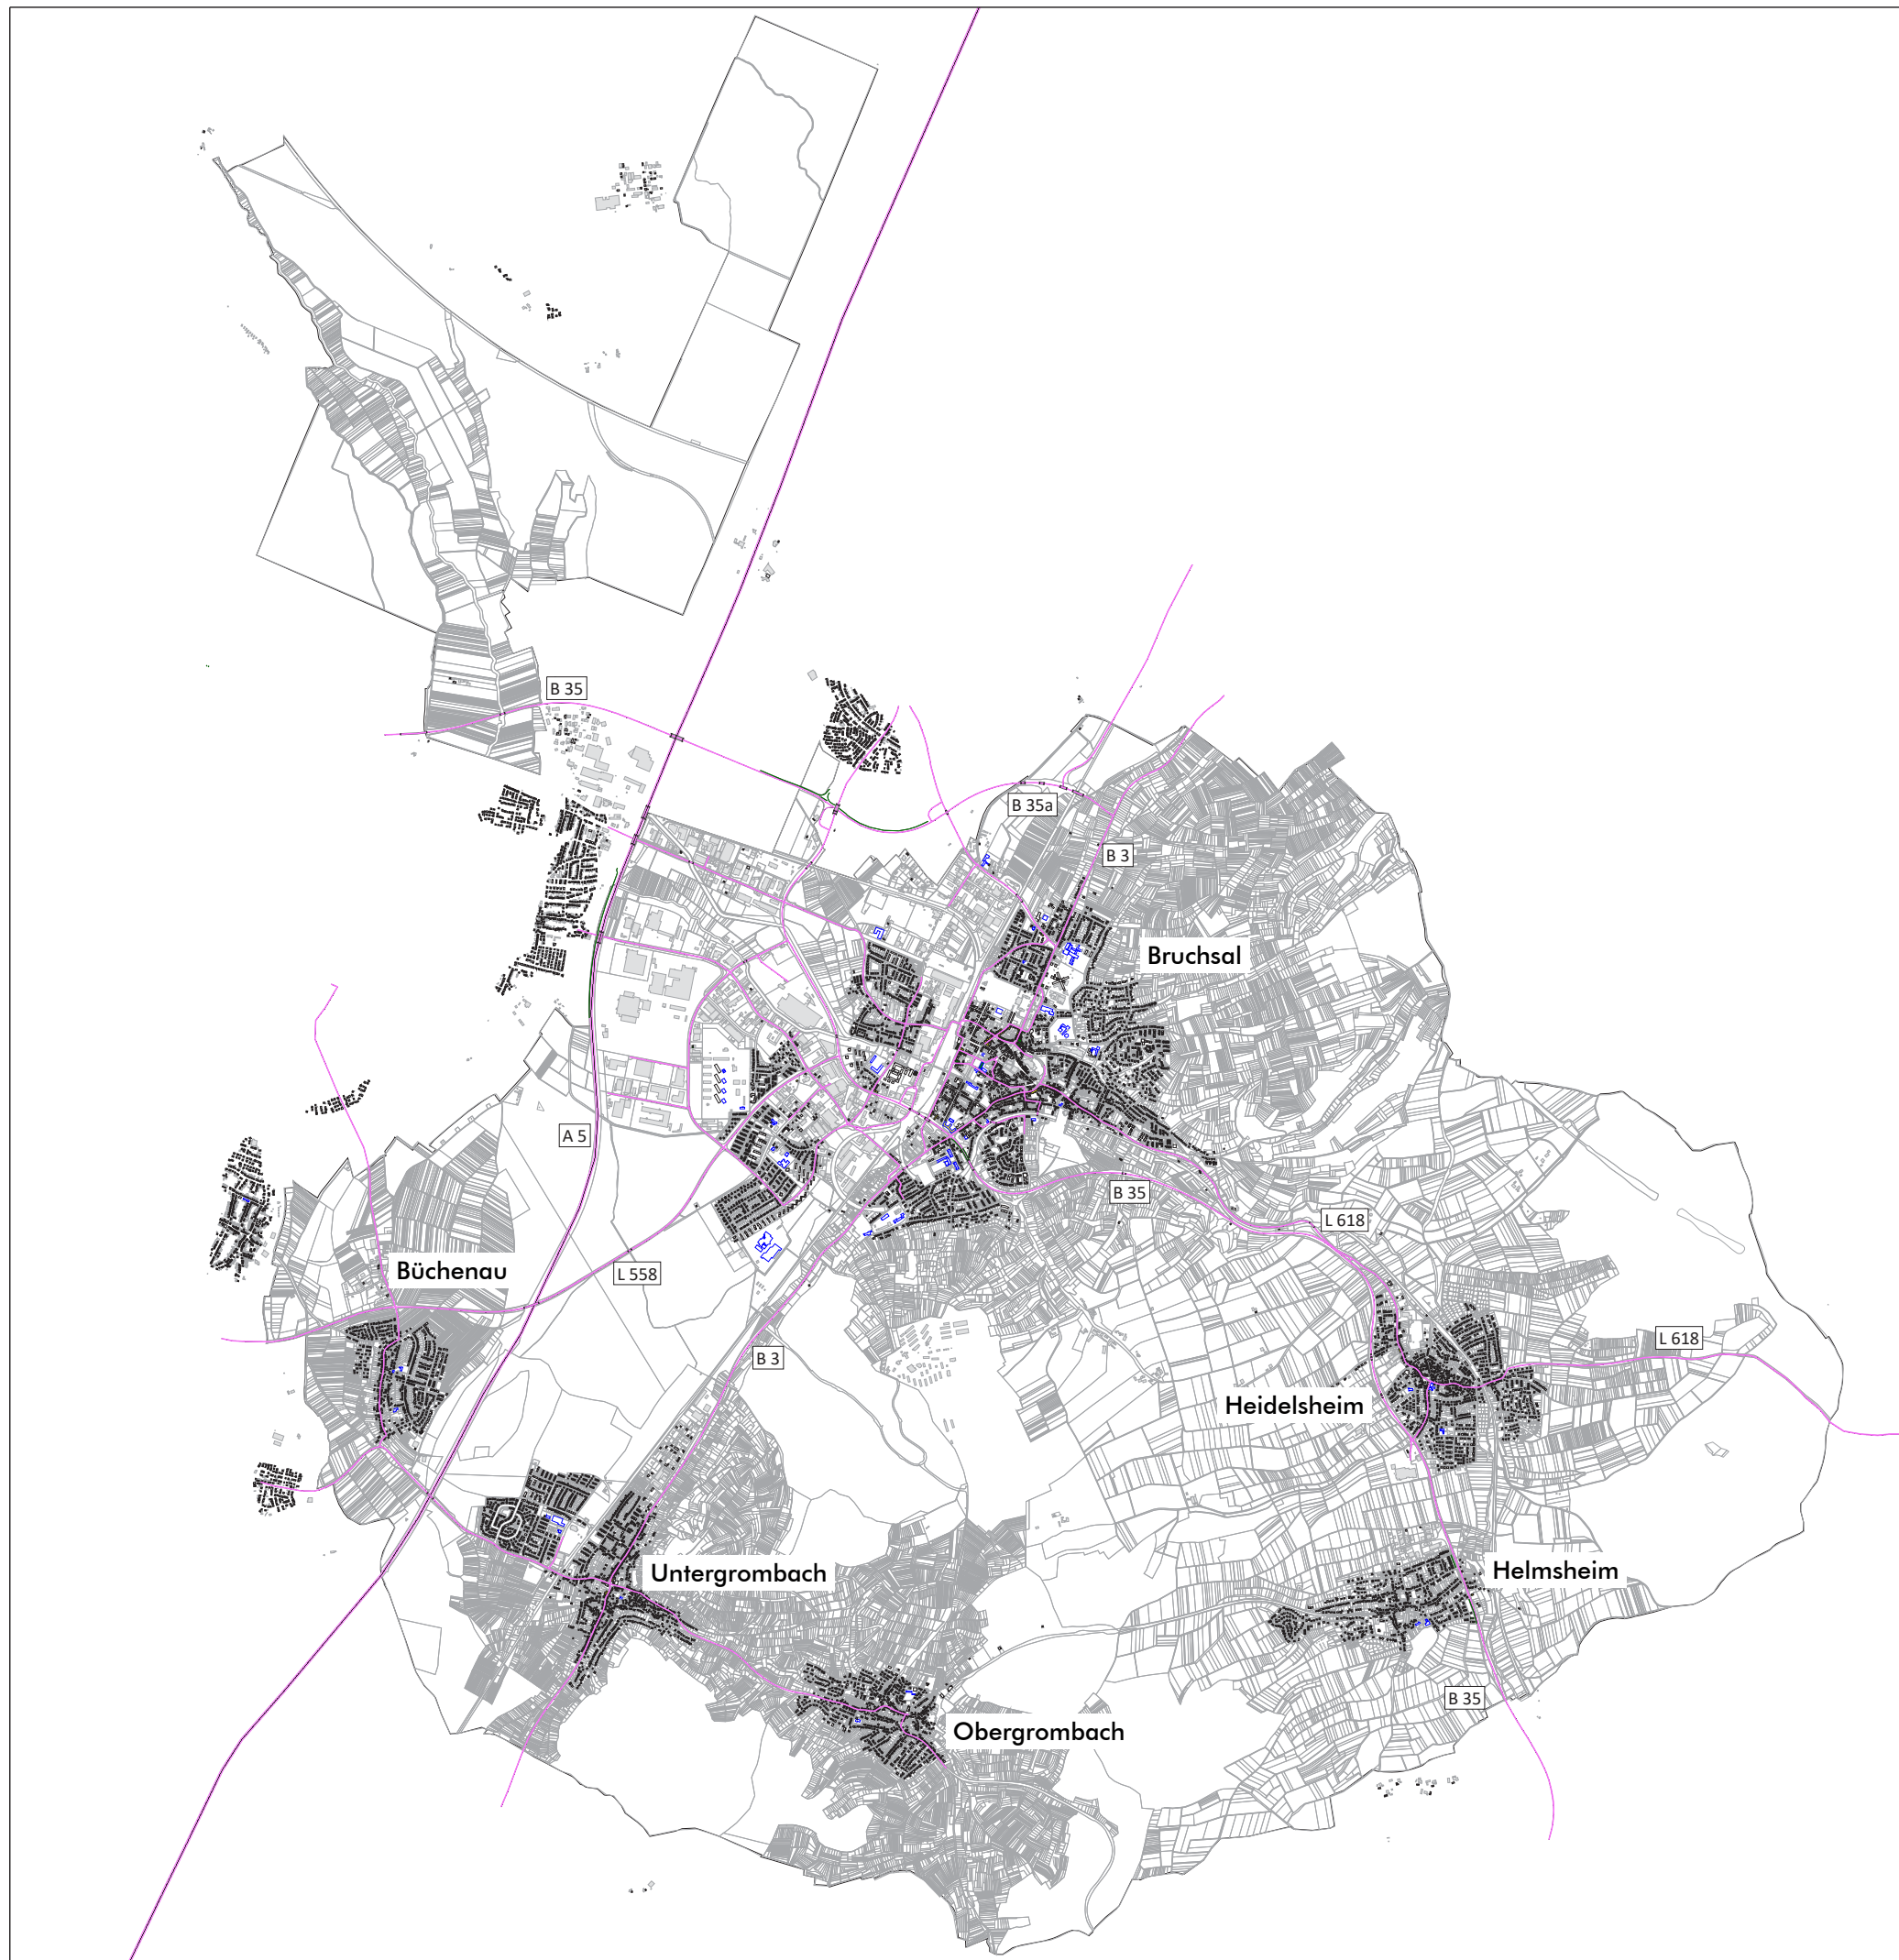 B 35
B 35a
B 3
Bruchsal
A 5
B 35
L 618
Büchenau
L 558
L 618
B 3
Heidelsheim
Untergrombach
Helmsheim
B 35
Obergrombach